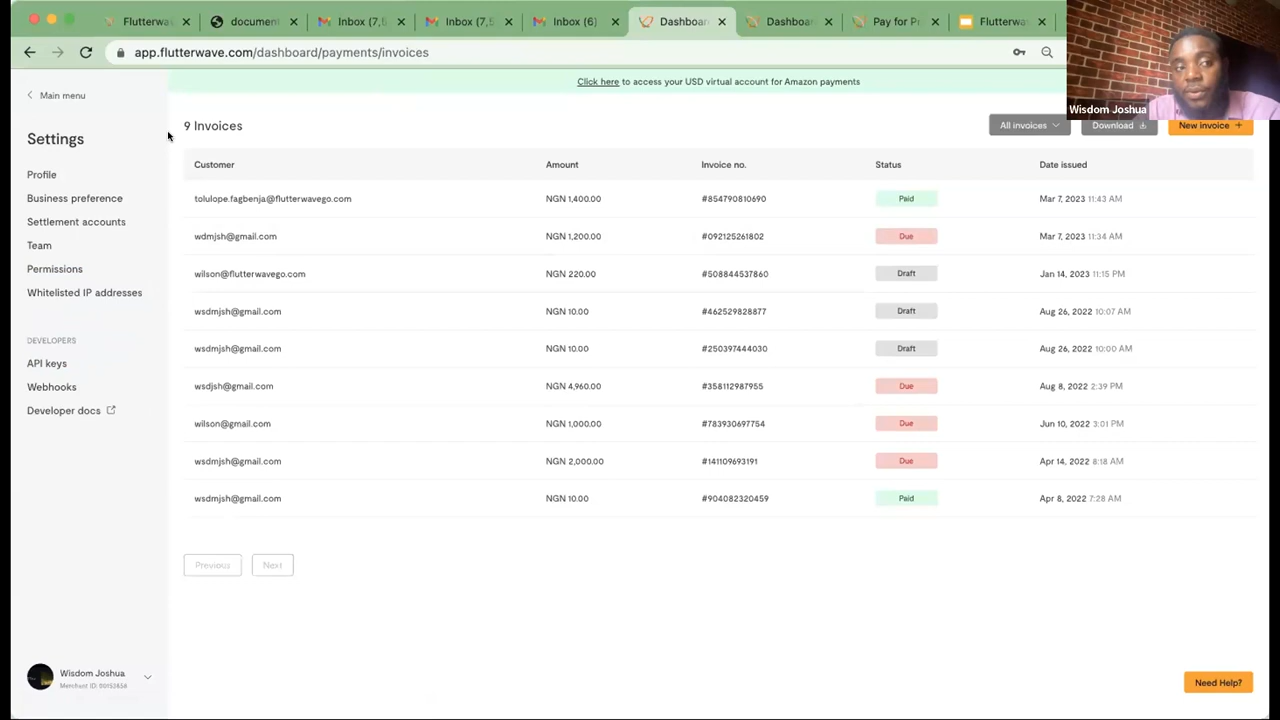 Flutterwav
document
Inbox (7,5
Inbox (7,5
Inbox (6)
Dashboar
Dashboar
Pay for Pr
Flutterwav
app.flutterwave.com/dashboard/payments/invoices
Click here to access your USD virtual account for Amazon payments
Wisdom Joshua
Main menu
Settings
Profile
Business preference
Settlement accounts
Team
Permissions
Whitelisted IP addresses
DEVELOPERS
API keys
Webhooks
Developer docs
9 Invoices
All invoices
Download
New invoice +
Customer Amount Invoice no. Status Date issued
tolulope.fagbenja@flutterwavego.com NGN 1,400.00 #854790810690 Paid Mar 7, 2023 11:43 AM
wdmjsh@gmail.com NGN 1,200.00 #092125261802 Due Mar 7, 2023 11:34 AM
wilson@flutterwavego.com NGN 220.00 #508844537860 Draft Jan 14, 2023 11:15 PM
wsdmjsh@gmail.com NGN 10.00 #462529828877 Draft Aug 26, 2022 10:07 AM
wsdmjsh@gmail.com NGN 10.00 #250397444030 Draft Aug 26, 2022 10:00 AM
wsdjsh@gmail.com NGN 4,960.00 #358112987955 Due Aug 8, 2022 2:39 PM
wilson@gmail.com NGN 1,000.00 #783930697754 Due Jun 10, 2022 3:01 PM
wsdmjsh@gmail.com NGN 2,000.00 #141109693191 Due Apr 14, 2022 8:18 AM
wsdmjsh@gmail.com NGN 10.00 #904082320459 Paid Apr 8, 2022 7:28 AM
Previous
Next
Wisdom Joshua
Merchant ID:
Need Help?